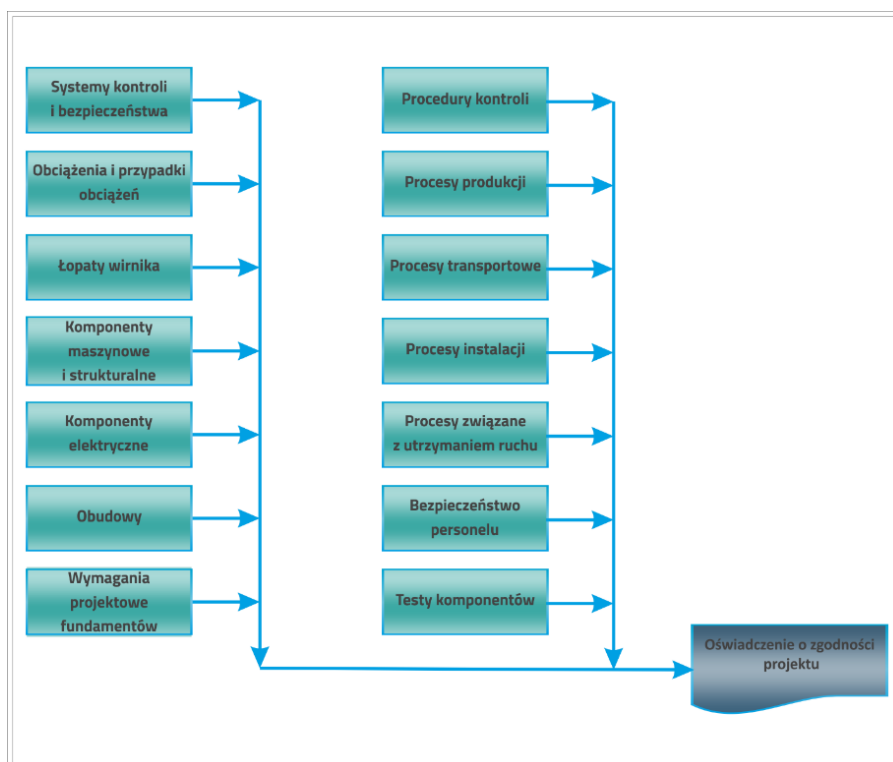 Systemy kontroli
i bezpieczeństwa
Obciążenia i przypadki
obciążeń
Łopaty wirnika
Komponenty
maszynowe
i strukturalne
Komponenty
elektryczne
Obudowy
Wymagania
projektowe
fundamentów
Procedury kontroli
Procesy produkcji
Procesy transportowe
Procesy instalacji
Procesy związane
z utrzymaniem ruchu
Bezpieczeństwo
personelu
Testy komponentów
Oświadczenie o zgodności
projektu